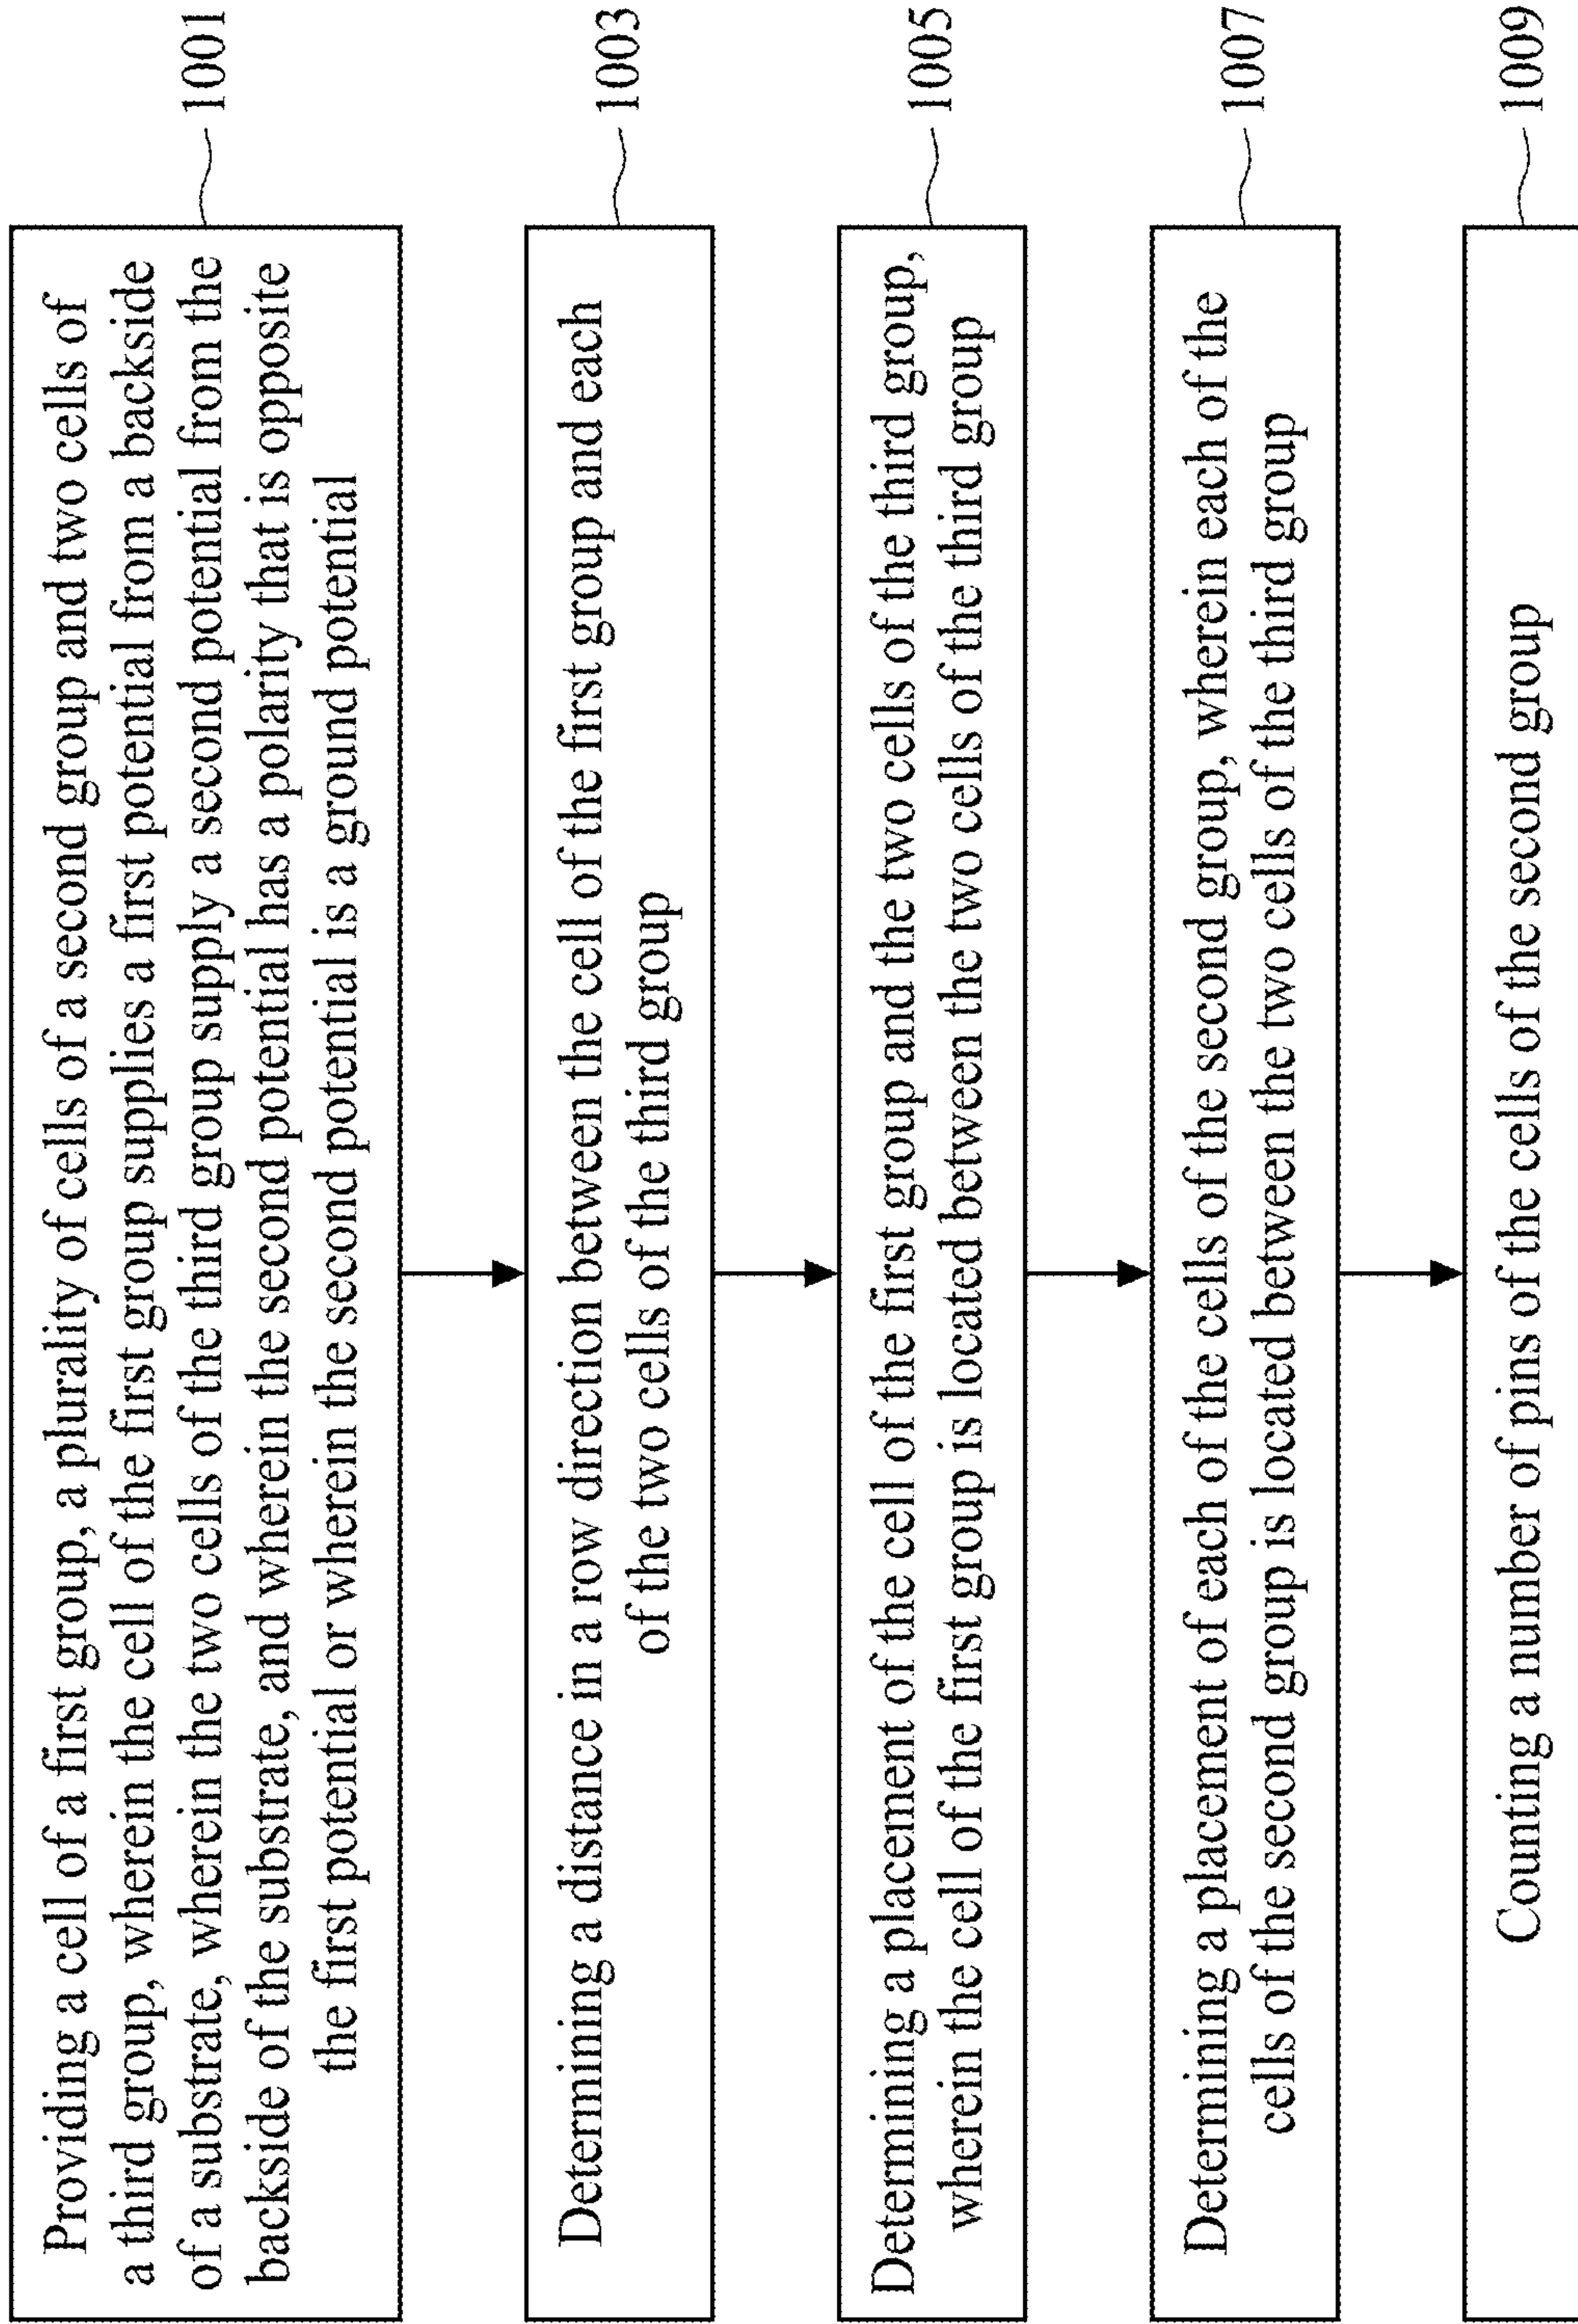 Providing a cell of a first group, a plurality of cells of a second group and two cells of
a third group, wherein the cell of the first group supplies a first potential from a backside
of a substrate, wherein the two cells of the third group supply a second potential from the
backside of the substrate, and wherein the second potential has a polarity that is opposite
the first potential or wherein the second potential is a ground potential
1001
Determining a distance in a row direction between the cell of the first group and each
of the two cells of the third group
1003
Determining a placement of the cell of the first group and the two cells of the third group,
wherein the cell of the first group is located between the two cells of the third group
1005
Determining a placement of each of the cells of the second group, wherein each of the
cells of the second group is located between the two cells of the third group
1007
Counting a number of pins of the cells of the second group
1009